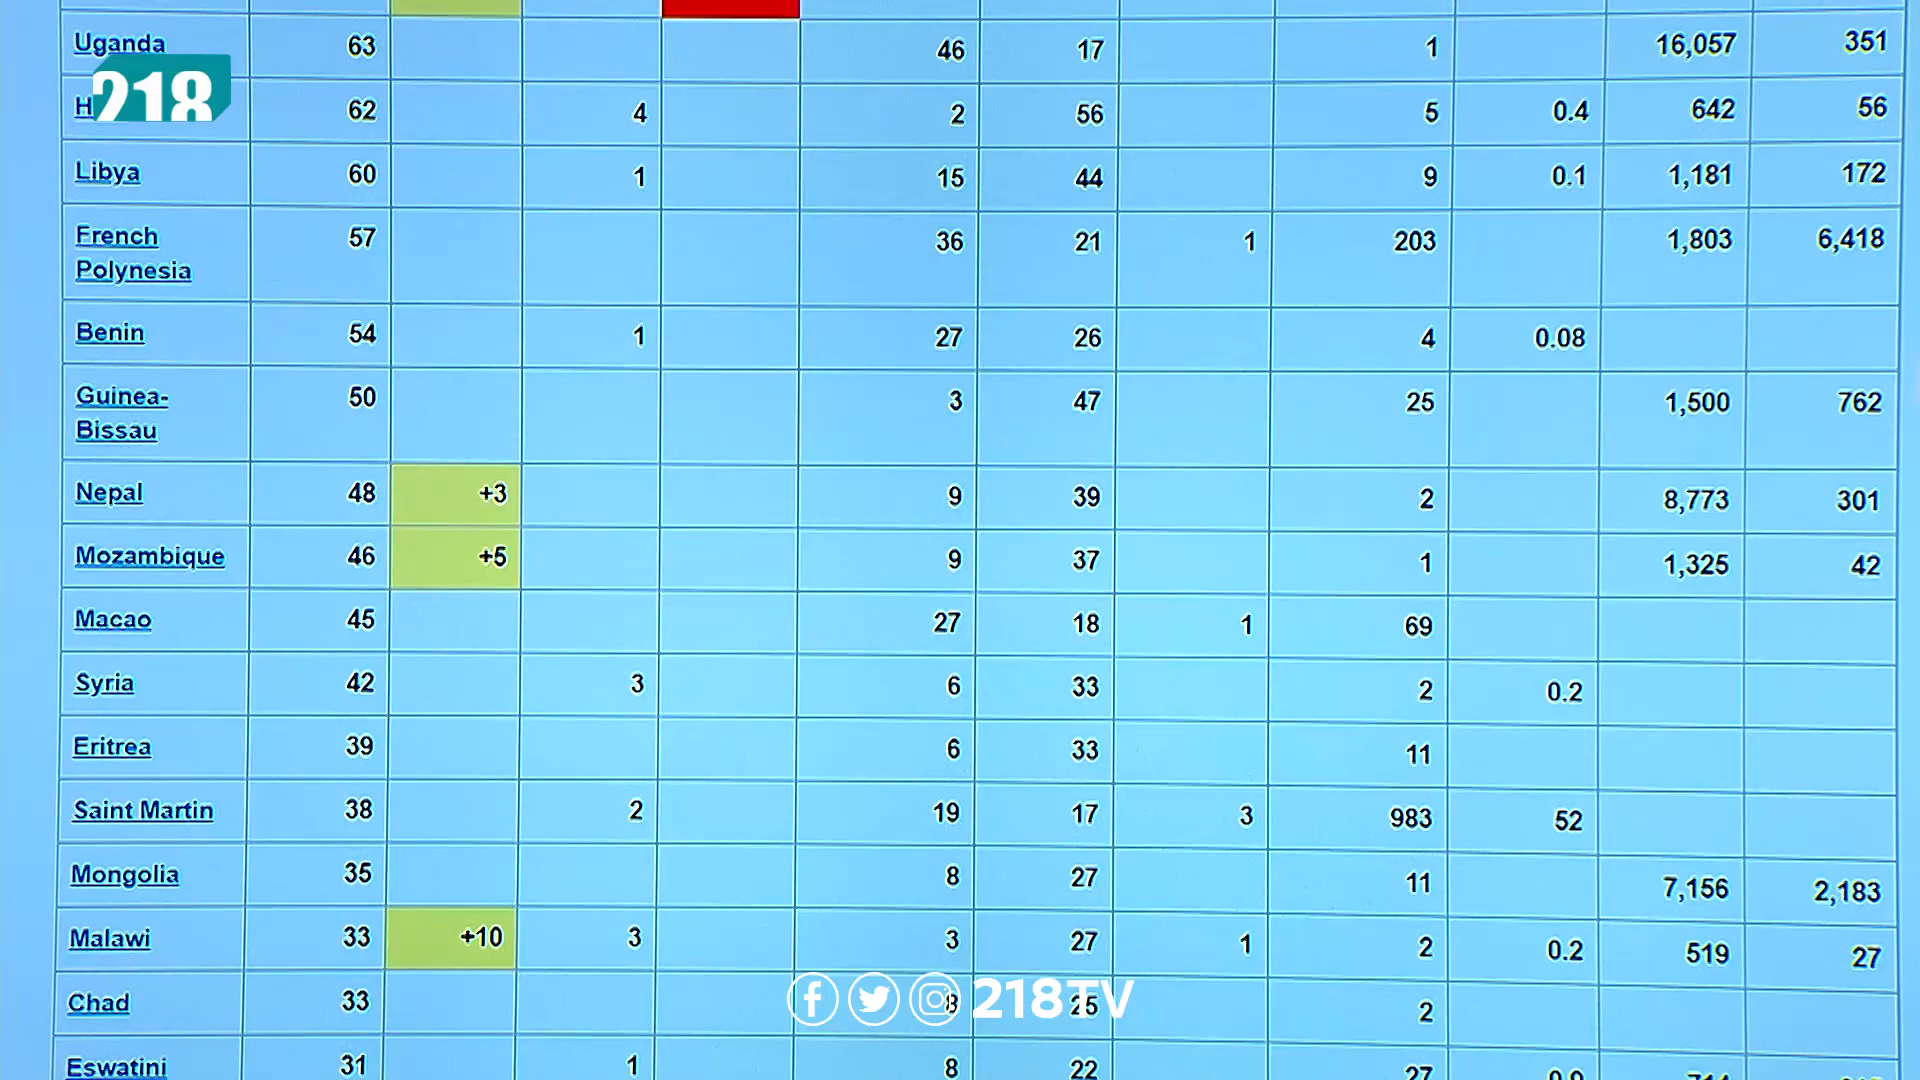 Uganda 63 46 17 1 16,057 351
218
H 62 4 2 56 5 0.4 642 56
Libya 60 1 15 44 9 0.1 1,181 172
French 57 36 21 1 203 1,803 6,418
Polynesia
Benin 54 1 27 26 4 0.08
Guinea- 50 3 47 25 1,500 762
Bissau
Nepal 48 +3 9 39 2 8,773 301
Mozambique 46 +5 9 37 1 1,325 42
Macao 45 27 18 1 69
Syria 42 3 6 33 2 0.2
Eritrea 39 6 33 11
Saint Martin 38 2 19 17 3 983 52
Mongolia 35 8 27 11 7,156 2,183
Malawi 33 +10 3 3 27 1 2 0.2 519 27
Chad 33 8 25 2
218TV
Eswatini 31 1 8 22 27